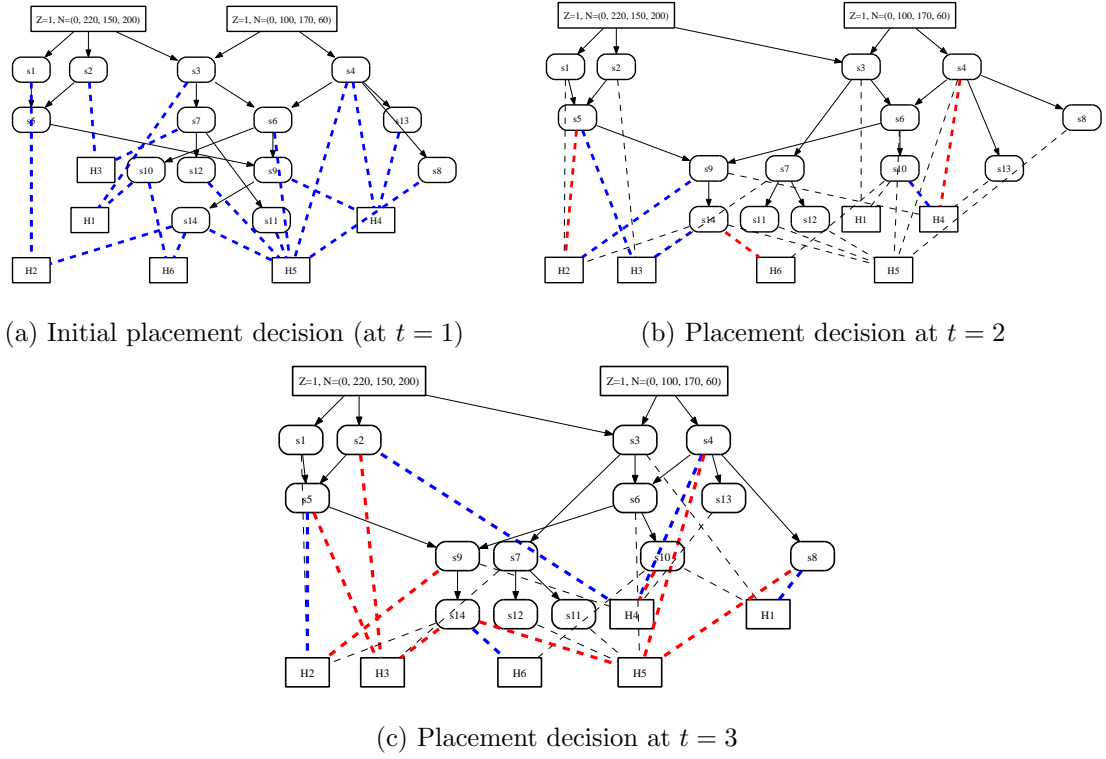 Z=1, N=(0, 220, 150, 200) Z=1, N=(0, 100, 170, 60)
s1 s2 s3 s4
s5 s7 s6 s13
H3 s10 s12 s9 s8
H1 s14 s11 H4
H2 H6 H5
(a) Initial placement decision (at t = 1)
Z=1, N=(0, 220, 150, 200) Z=1, N=(0, 100, 170, 60)
s1 s2 s3 s4
s5 s6 s8
s9 s7 s10 s13
s14 s11 s12 H1 H4
H2 H3 H6 H5
(b) Placement decision at t = 2
Z=1, N=(0, 220, 150, 200) Z=1, N=(0, 100, 170, 60)
s1 s2 s3 s4
s5 s6 s13
s9 s7 s10 s8
s14 s12 s11 H4 H1
H2 H3 H6 H5
(c) Placement decision at t = 3